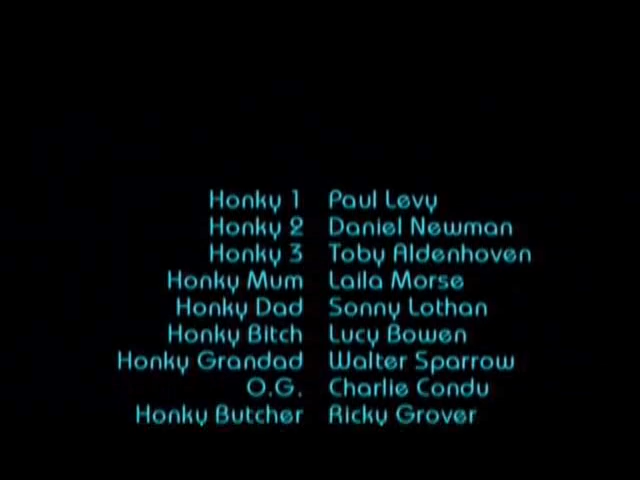 Honky 1 Paul Levy
Honky 2 Daniel Newman
Honky 3 Toby Aldenhoven
Honky Mum Laila Morse
Honky Dad Sonny Lothan
Honky Bitch Lucy Bowen
Honky Grandad Walter Sparrow
O.G. Charlie Condu
Honky Butcher Ricky Grover